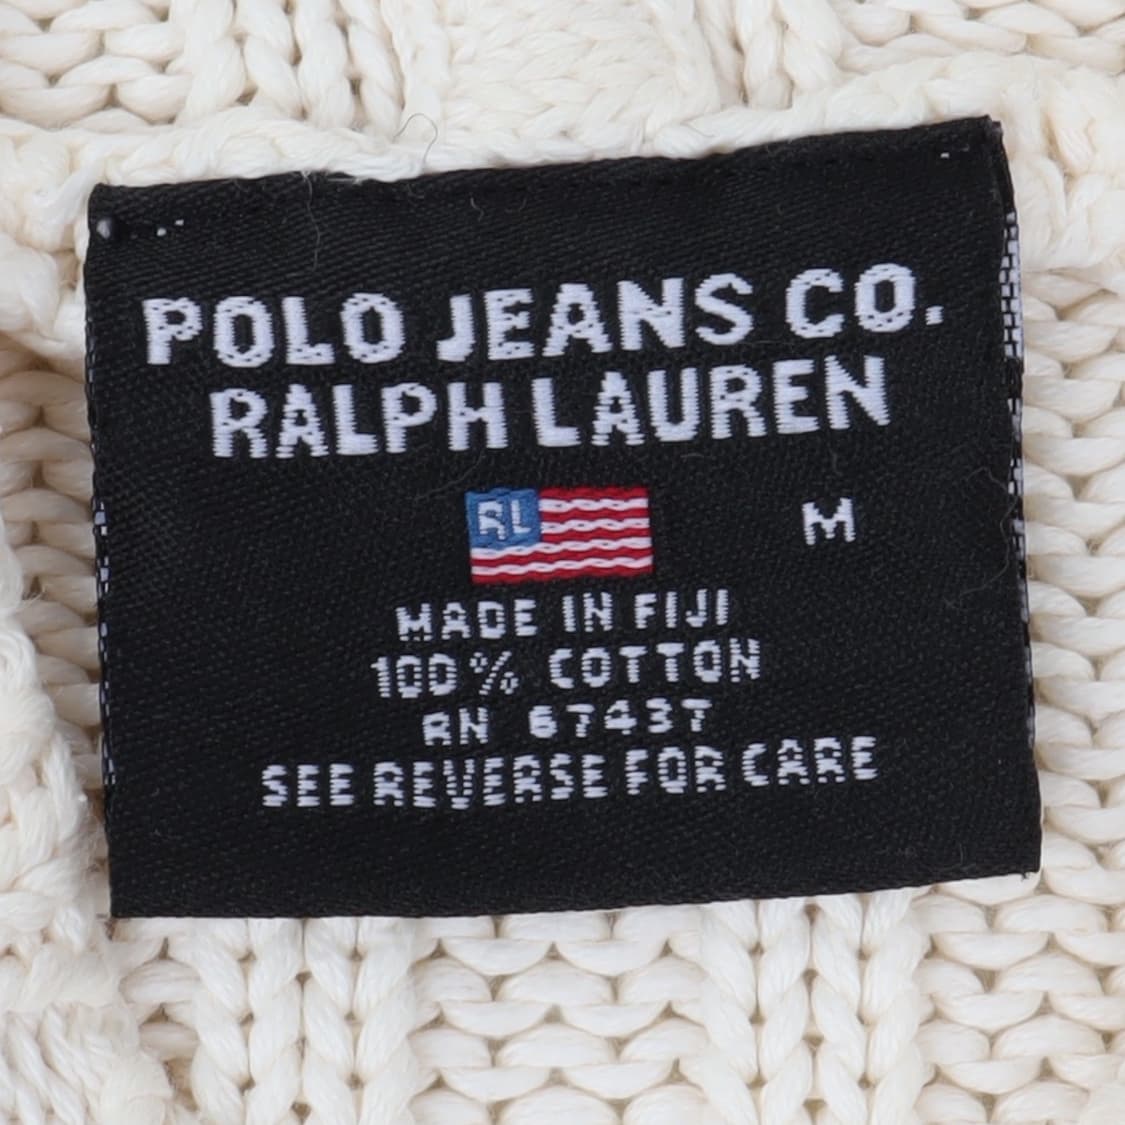 POLO JEANS CO.
RALPH LAUREN
RL
M
MADE IN FIJI
100% COTTON
RN 67437
SEE REVERSE FOR CARE